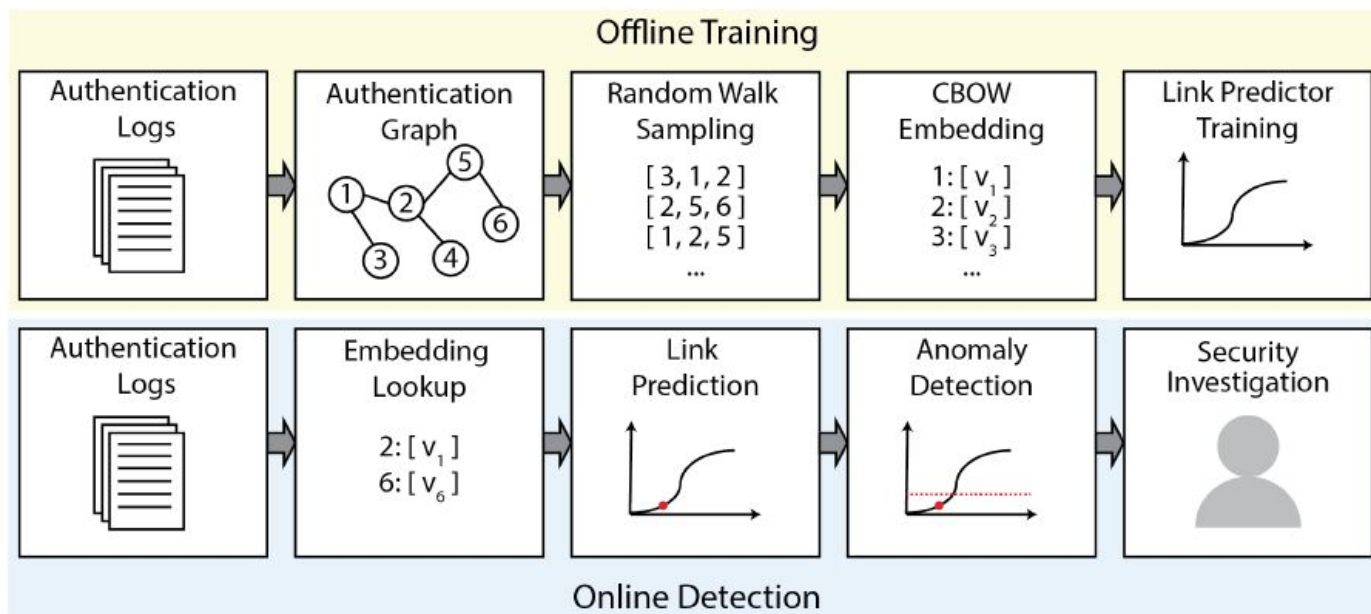 Offline Training
Authentication
Logs
Authentication
Graph
1
2
3
4
5
6
Random Walk
Sampling
[ 3, 1, 2 ]
[ 2, 5, 6 ]
[ 1, 2, 5 ]
...
CBOW
Embedding
1: [ v₁ ]
2: [ v₂ ]
3: [ v₃ ]
...
Link Predictor
Training
Authentication
Logs
Embedding
Lookup
2: [ v₁ ]
6: [ v₆ ]
Link
Prediction
Anomaly
Detection
Security
Investigation
Online Detection